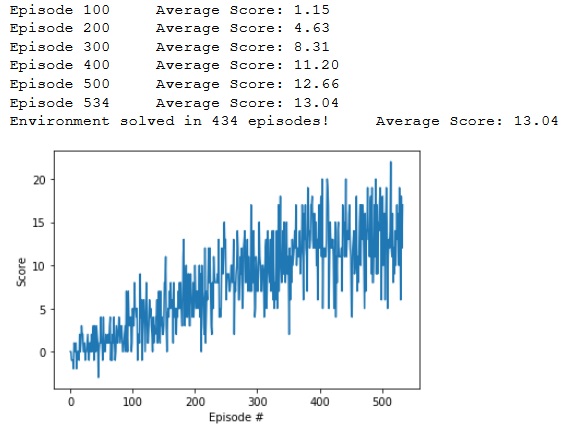 Episode 100 Average Score: 1.15
Episode 200 Average Score: 4.63
Episode 300 Average Score: 8.31
Episode 400 Average Score: 11.20
Episode 500 Average Score: 12.66
Episode 534 Average Score: 13.04
Environment solved in 434 episodes! Average Score: 13.04
20
15
10
5
0
Score
0 100 200 300 400 500
Episode #